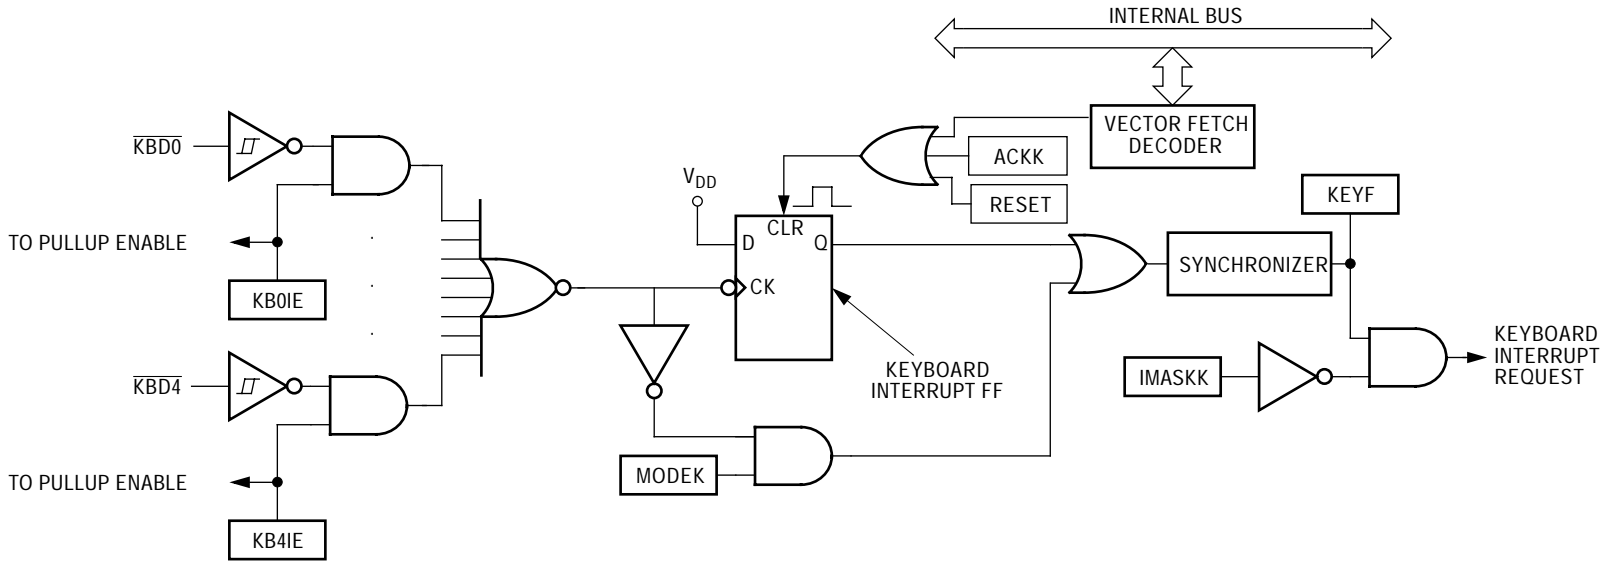 INTERNAL BUS
VECTOR FETCH
DECODER
ACKK
RESET
KBD0
TO PULLUP ENABLE
KB0IE
KBD4
TO PULLUP ENABLE
KB4IE
VDD
CLR
D
Q
CK
KEYBOARD
INTERRUPT FF
MODEK
SYNCHRONIZER
KEYF
IMASKK
KEYBOARD
INTERRUPT
REQUEST